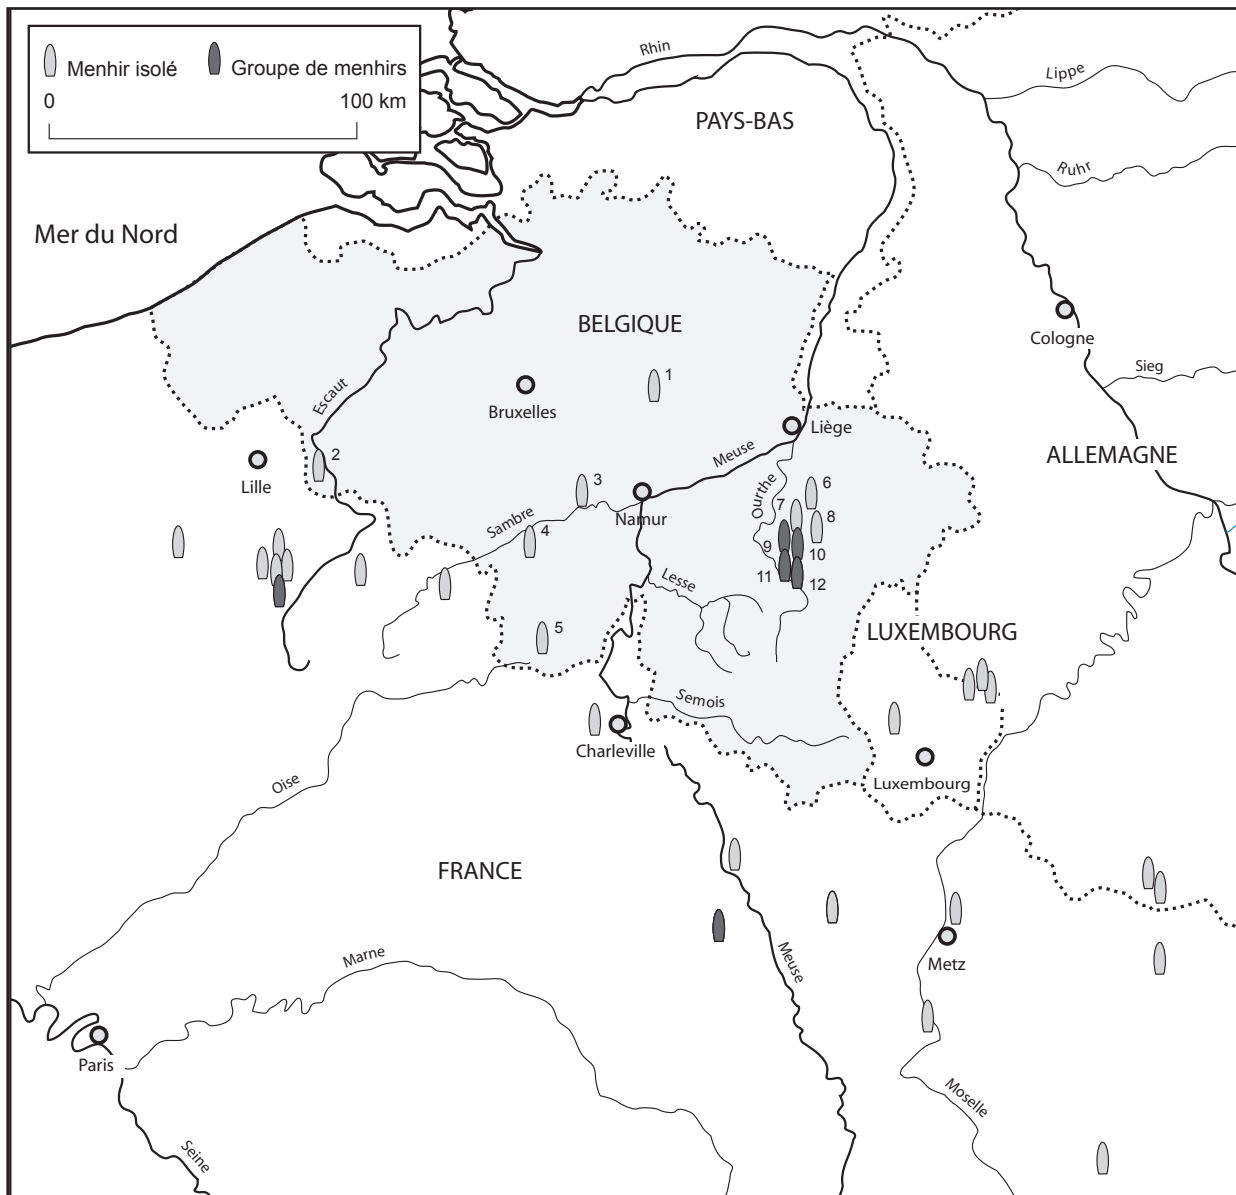 Menhir isolé
Groupe de menhirs
0
100 km
Rhin
Lippe
PAYS-BAS
Ruhr
Mer du Nord
BELGIQUE
Cologne
Sieg
1
Escaut
Bruxelles
Liège
ALLEMAGNE
2
Lille
Meuse
3
Namur
Ourthe
6
7
8
Sambre
4
9
10
11
12
Lesse
5
LUXEMBOURG
Semois
Charleville
Luxembourg
Oise
FRANCE
Marne
Meuse
Metz
Paris
Moselle
Seine